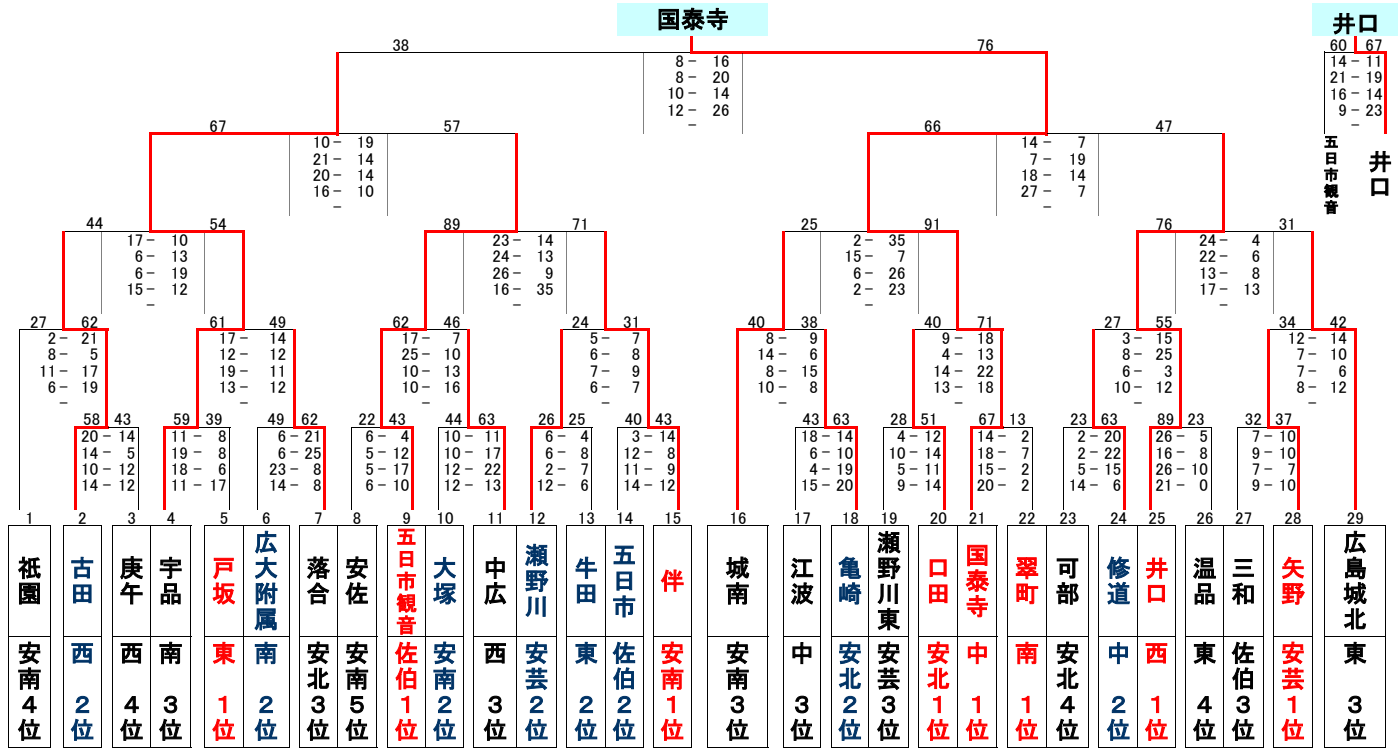 国泰寺 井口
38 76 60 67
8 - 16 14 - 11
8 - 20 21 - 19
10 - 14 16 - 14
12 - 26 9 - 23
- -
五日市観音 井口
67 57 66 47
10 - 19 14 - 7
21 - 14 7 - 19
20 - 14 18 - 14
16 - 10 27 - 7
- -
44 54 89 71 25 91 76 31
17 - 10 23 - 14 2 - 35 24 - 4
6 - 13 24 - 13 15 - 7 22 - 6
6 - 19 26 - 9 6 - 26 13 - 8
15 - 12 16 - 35 2 - 23 17 - 13
- - - -
27 62 61 49 62 46 24 31 40 38 40 71 27 55 34 42
2 - 21 17 - 14 17 - 7 5 - 7 8 - 9 9 - 18 3 - 15 12 - 14
8 - 5 12 - 12 25 - 10 6 - 8 14 - 6 4 - 13 8 - 25 7 - 10
11 - 17 19 - 11 10 - 13 7 - 9 8 - 15 14 - 22 6 - 3 7 - 6
6 - 19 13 - 12 10 - 16 6 - 7 10 - 8 13 - 18 10 - 12 8 - 12
- - - - - - - -
58 43 59 39 49 62 22 43 44 63 26 25 40 43 43 63 28 51 67 13 23 63 89 23 32 37
20 - 14 11 - 8 6 - 21 6 - 4 10 - 11 6 - 4 3 - 14 18 - 14 4 - 12 14 - 2 2 - 20 26 - 5 7 - 10
14 - 5 19 - 8 6 - 25 5 - 12 10 - 17 6 - 8 12 - 8 6 - 10 10 - 14 18 - 7 2 - 22 16 - 8 9 - 10
10 - 12 18 - 6 23 - 8 5 - 17 12 - 22 2 - 7 11 - 9 4 - 19 5 - 11 15 - 2 5 - 15 26 - 10 7 - 7
14 - 12 11 - 17 14 - 8 6 - 10 12 - 13 12 - 6 14 - 12 15 - 20 9 - 14 20 - 2 14 - 6 21 - 0 9 - 10
1 2 3 4 5 6 7 8 9 10 11 12 13 14 15 16 17 18 19 20 21 22 23 24 25 26 27 28 29
祇園 古田 庚午 宇品 戸坂 広大附属 落合 安佐 五日市観音 大塚 中広 瀬野川 牛田 五日市 伴 城南 江波 亀崎 瀬野川東 口田 国泰寺 翠町 可部 修道 井口 温品 三和 矢野 広島城北
安南4位 西2位 西4位 南3位 東1位 南2位 安北3位 安南5位 佐伯1位 安南2位 西3位 安芸2位 東2位 佐伯2位 安南1位 安南3位 中3位 安北2位 安芸3位 安北1位 中1位 南1位 安北4位 中2位 西1位 東4位 佐伯3位 安芸1位 東3位